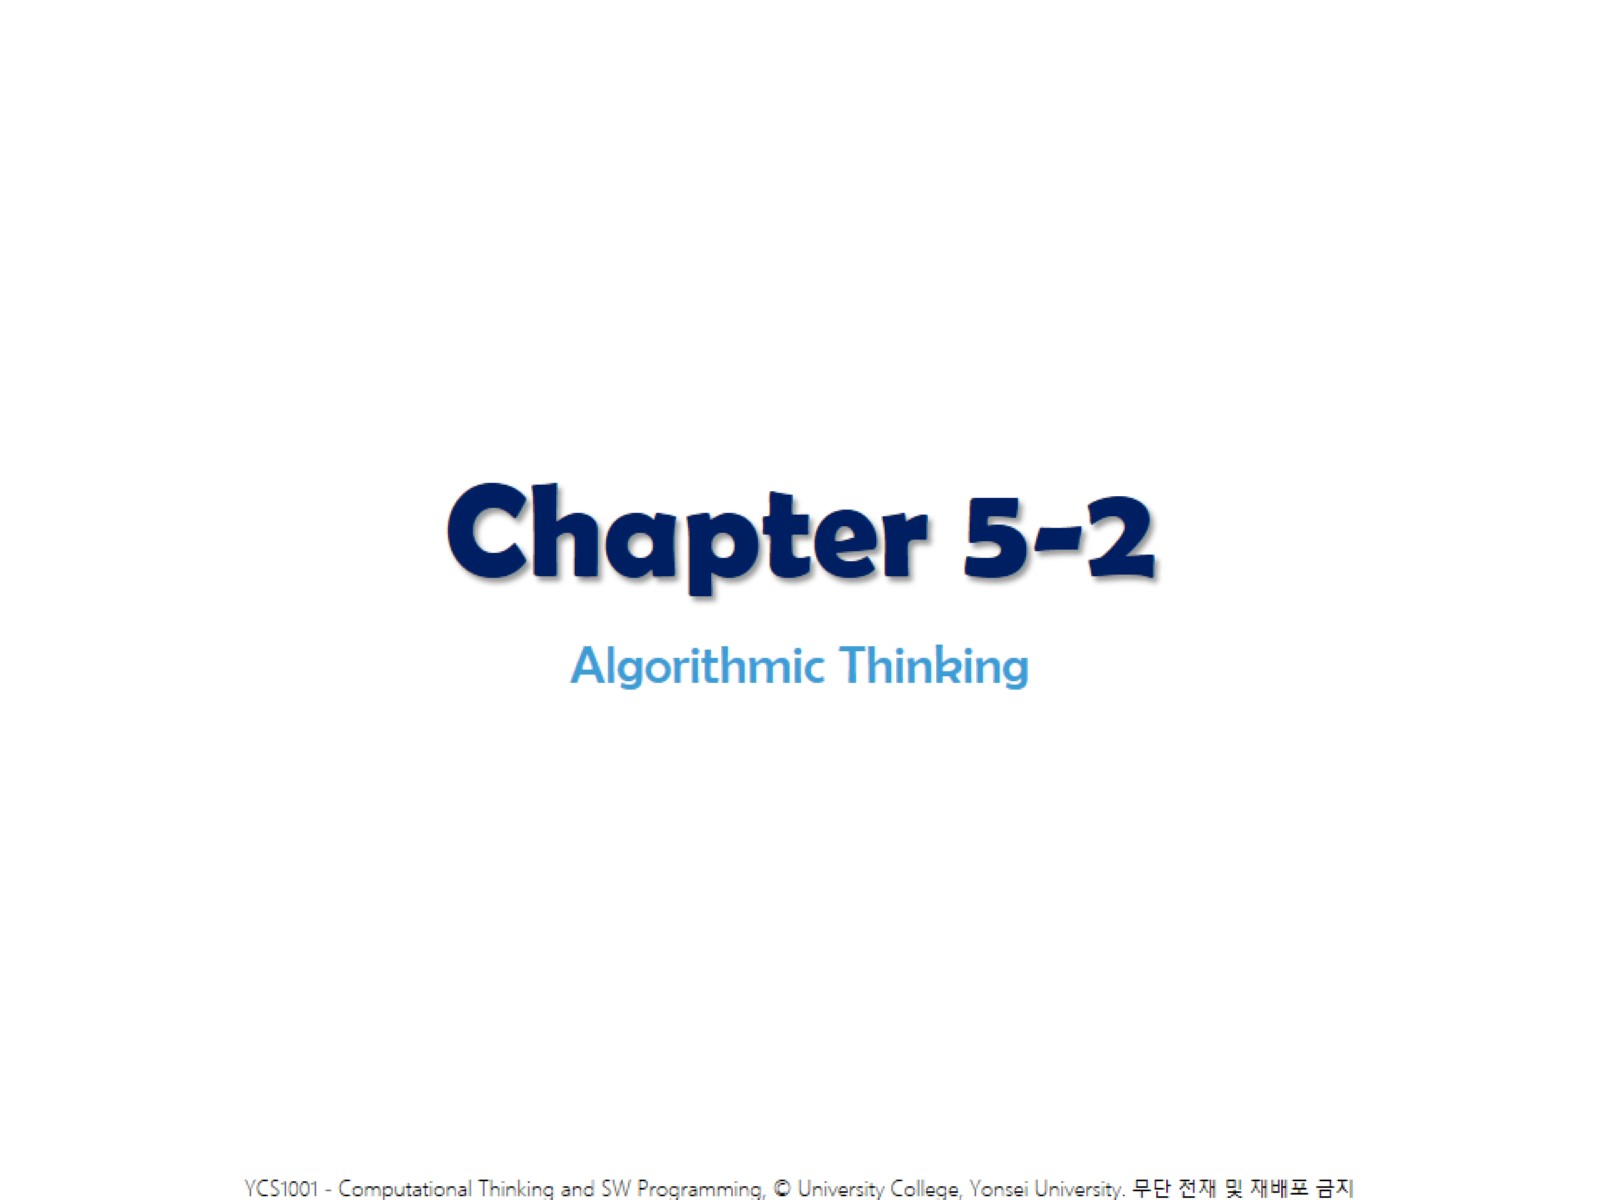 Chapter 5-2
Algorithmic Thinking
YCS1001 - Computational Thinking and SW Programming, © University College, Yonsei University. 무단 전재 및 재배포 금지